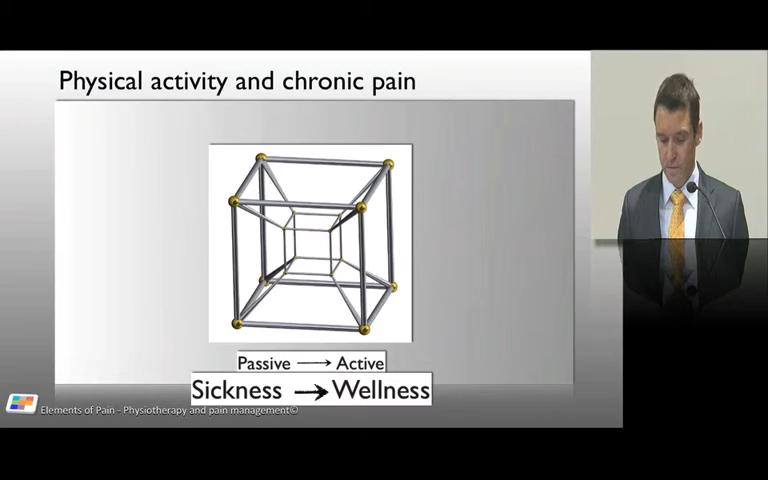 Physical activity and chronic pain
Passive → Active
Sickness → Wellness
Elements of Pain - Physiotherapy and pain management©